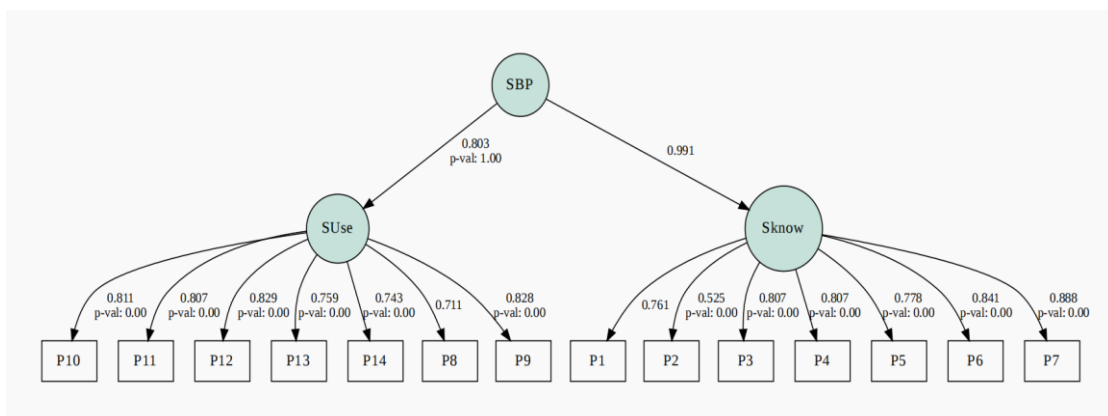 SBP
0.803
p-val: 1.00
0.991
SUse
Sknow
0.811
p-val: 0.00
0.807
p-val: 0.00
0.829
p-val: 0.00
0.759
p-val: 0.00
0.743
p-val: 0.00
0.711
0.828
p-val: 0.00
0.761
0.525
p-val: 0.00
0.807
p-val: 0.00
0.807
p-val: 0.00
0.778
p-val: 0.00
0.841
p-val: 0.00
0.888
p-val: 0.00
P10
P11
P12
P13
P14
P8
P9
P1
P2
P3
P4
P5
P6
P7